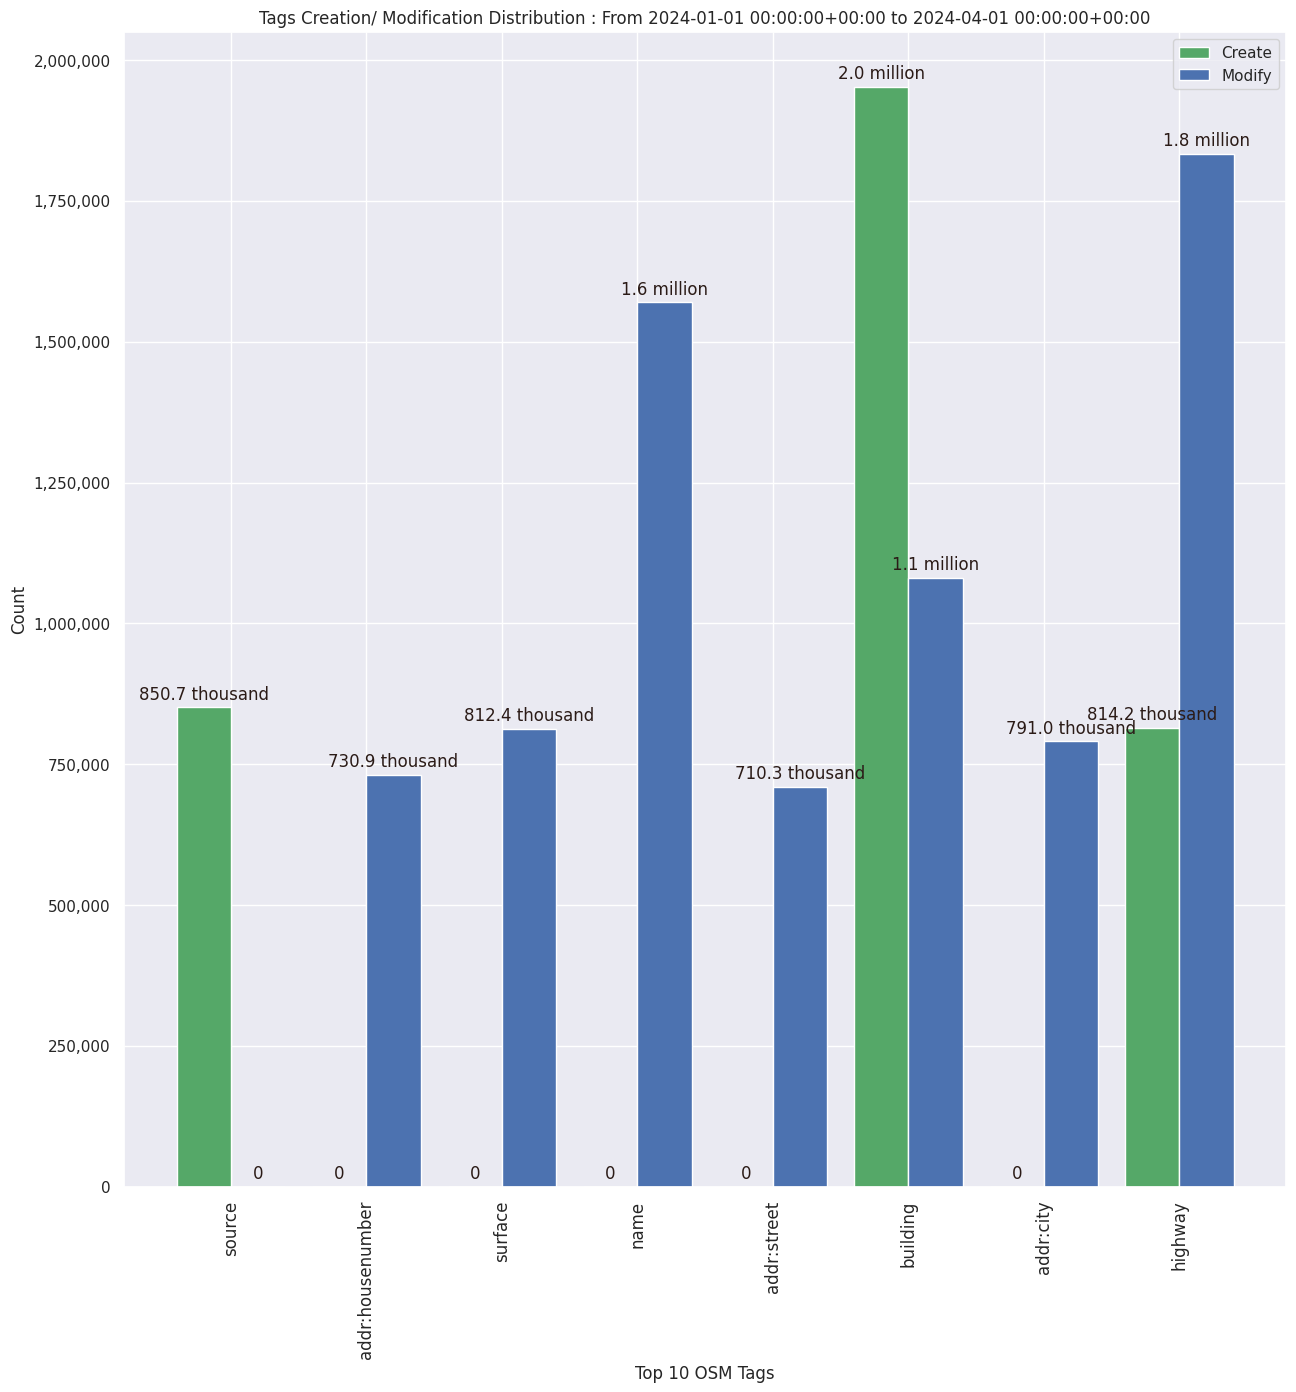 Tags Creation/ Modification Distribution : From 2024-01-01 00:00:00+00:00 to 2024-04-01 00:00:00+00:00
Create
Modify
Count
2,000,000
1,750,000
1,500,000
1,250,000
1,000,000
750,000
500,000
250,000
0
850.7 thousand
0
0
730.9 thousand
0
812.4 thousand
0
1.6 million
0
710.3 thousand
2.0 million
1.1 million
0
791.0 thousand
814.2 thousand
1.8 million
source
addr:housenumber
surface
name
addr:street
building
addr:city
highway
Top 10 OSM Tags